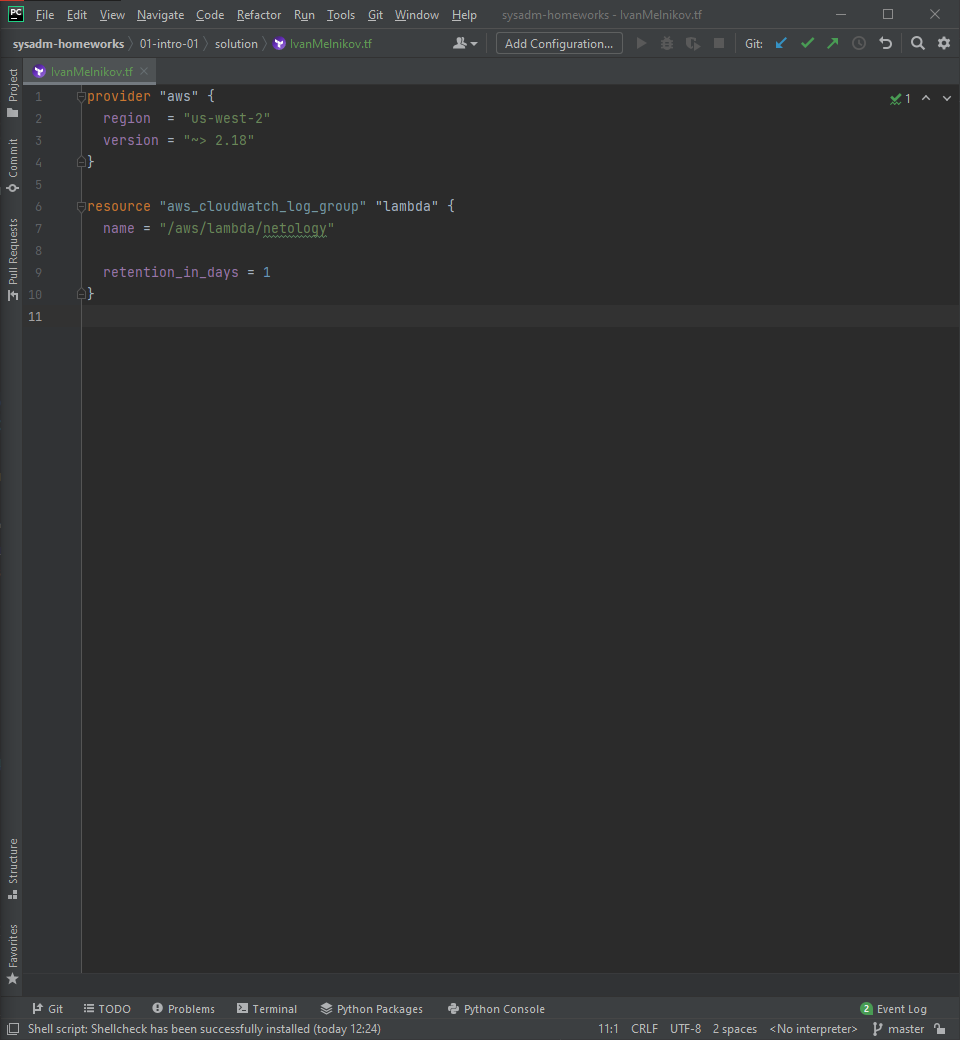 PC File Edit View Navigate Code Refactor Run Tools Git Window Help sysadm-homeworks - IvanMelnikov.tf
sysadm-homeworks 01-intro-01 solution IvanMelnikov.tf Add Configuration... Git:
IvanMelnikov.tf
Project
Commit
Pull Requests
1 provider "aws" {
1
2 region = "us-west-2"
3 version = "~> 2.18"
4 }
5
6 resource "aws_cloudwatch_log_group" "lambda" {
7 name = "/aws/lambda/netology"
8
9 retention_in_days = 1
10 }
11
Structure
Favorites
Git TODO Problems Terminal Python Packages Python Console 2 Event Log
Shell script: Shellcheck has been successfully installed (today 12:24) 11:1 CRLF UTF-8 2 spaces <No interpreter> master